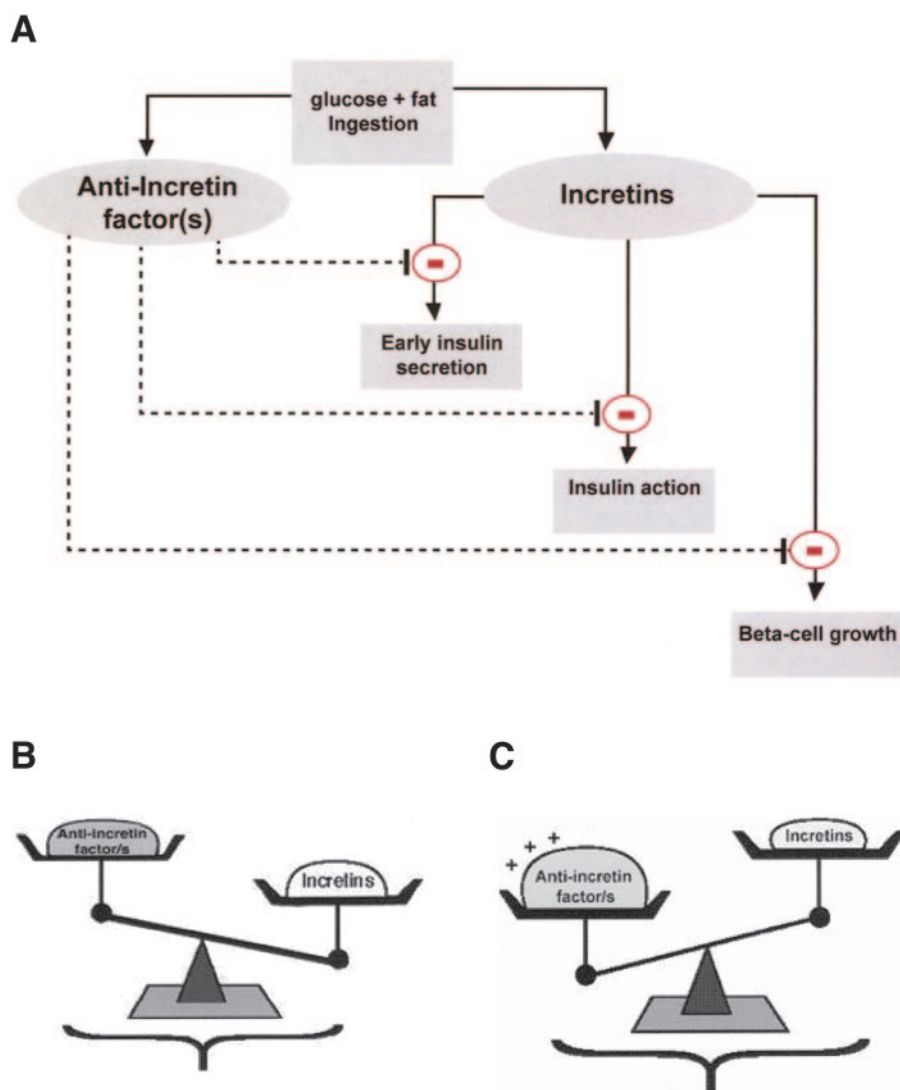 A
glucose + fat
Ingestion
Anti-Incretin
factor(s)
Incretins
Early insulin
secretion
Insulin action
Beta-cell growth
B
Anti-incretin
factor/s
Incretins
C
+ + +
Anti-incretin
factor/s
Incretins